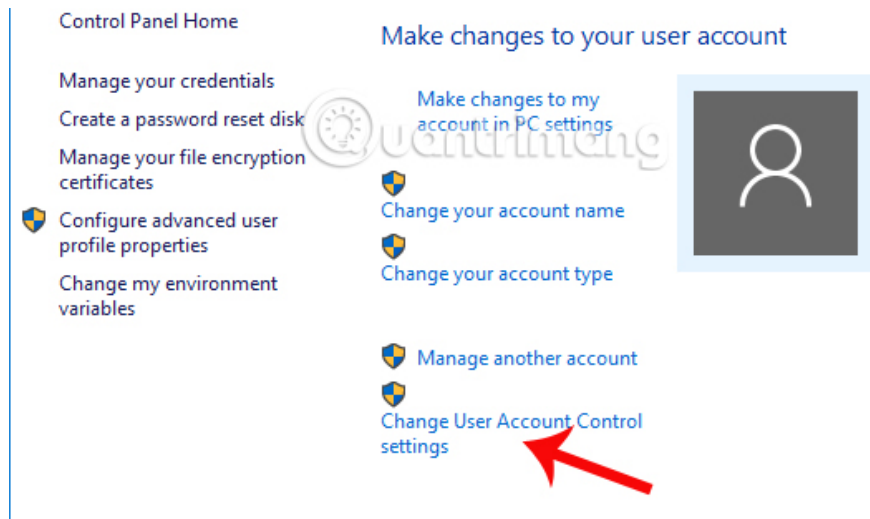 Control Panel Home
Manage your credentials
Create a password reset disk
Manage your file encryption
certificates
Configure advanced user
profile properties
Change my environment
variables
Make changes to your user account
Make changes to my
account in PC settings
Quantrimang
Change your account name
Change your account type
Manage another account
Change User Account Control
settings